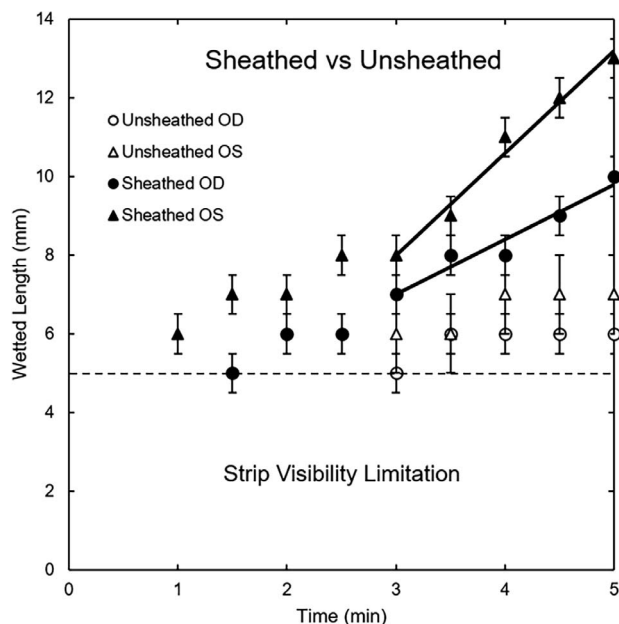 Sheathed vs Unsheathed
Unsheathed OD
Unsheathed OS
Sheathed OD
Sheathed OS
Strip Visibility Limitation
Wetted Length (mm)
14
12
10
8
6
4
2
0
0 1 2 3 4 5
Time (min)